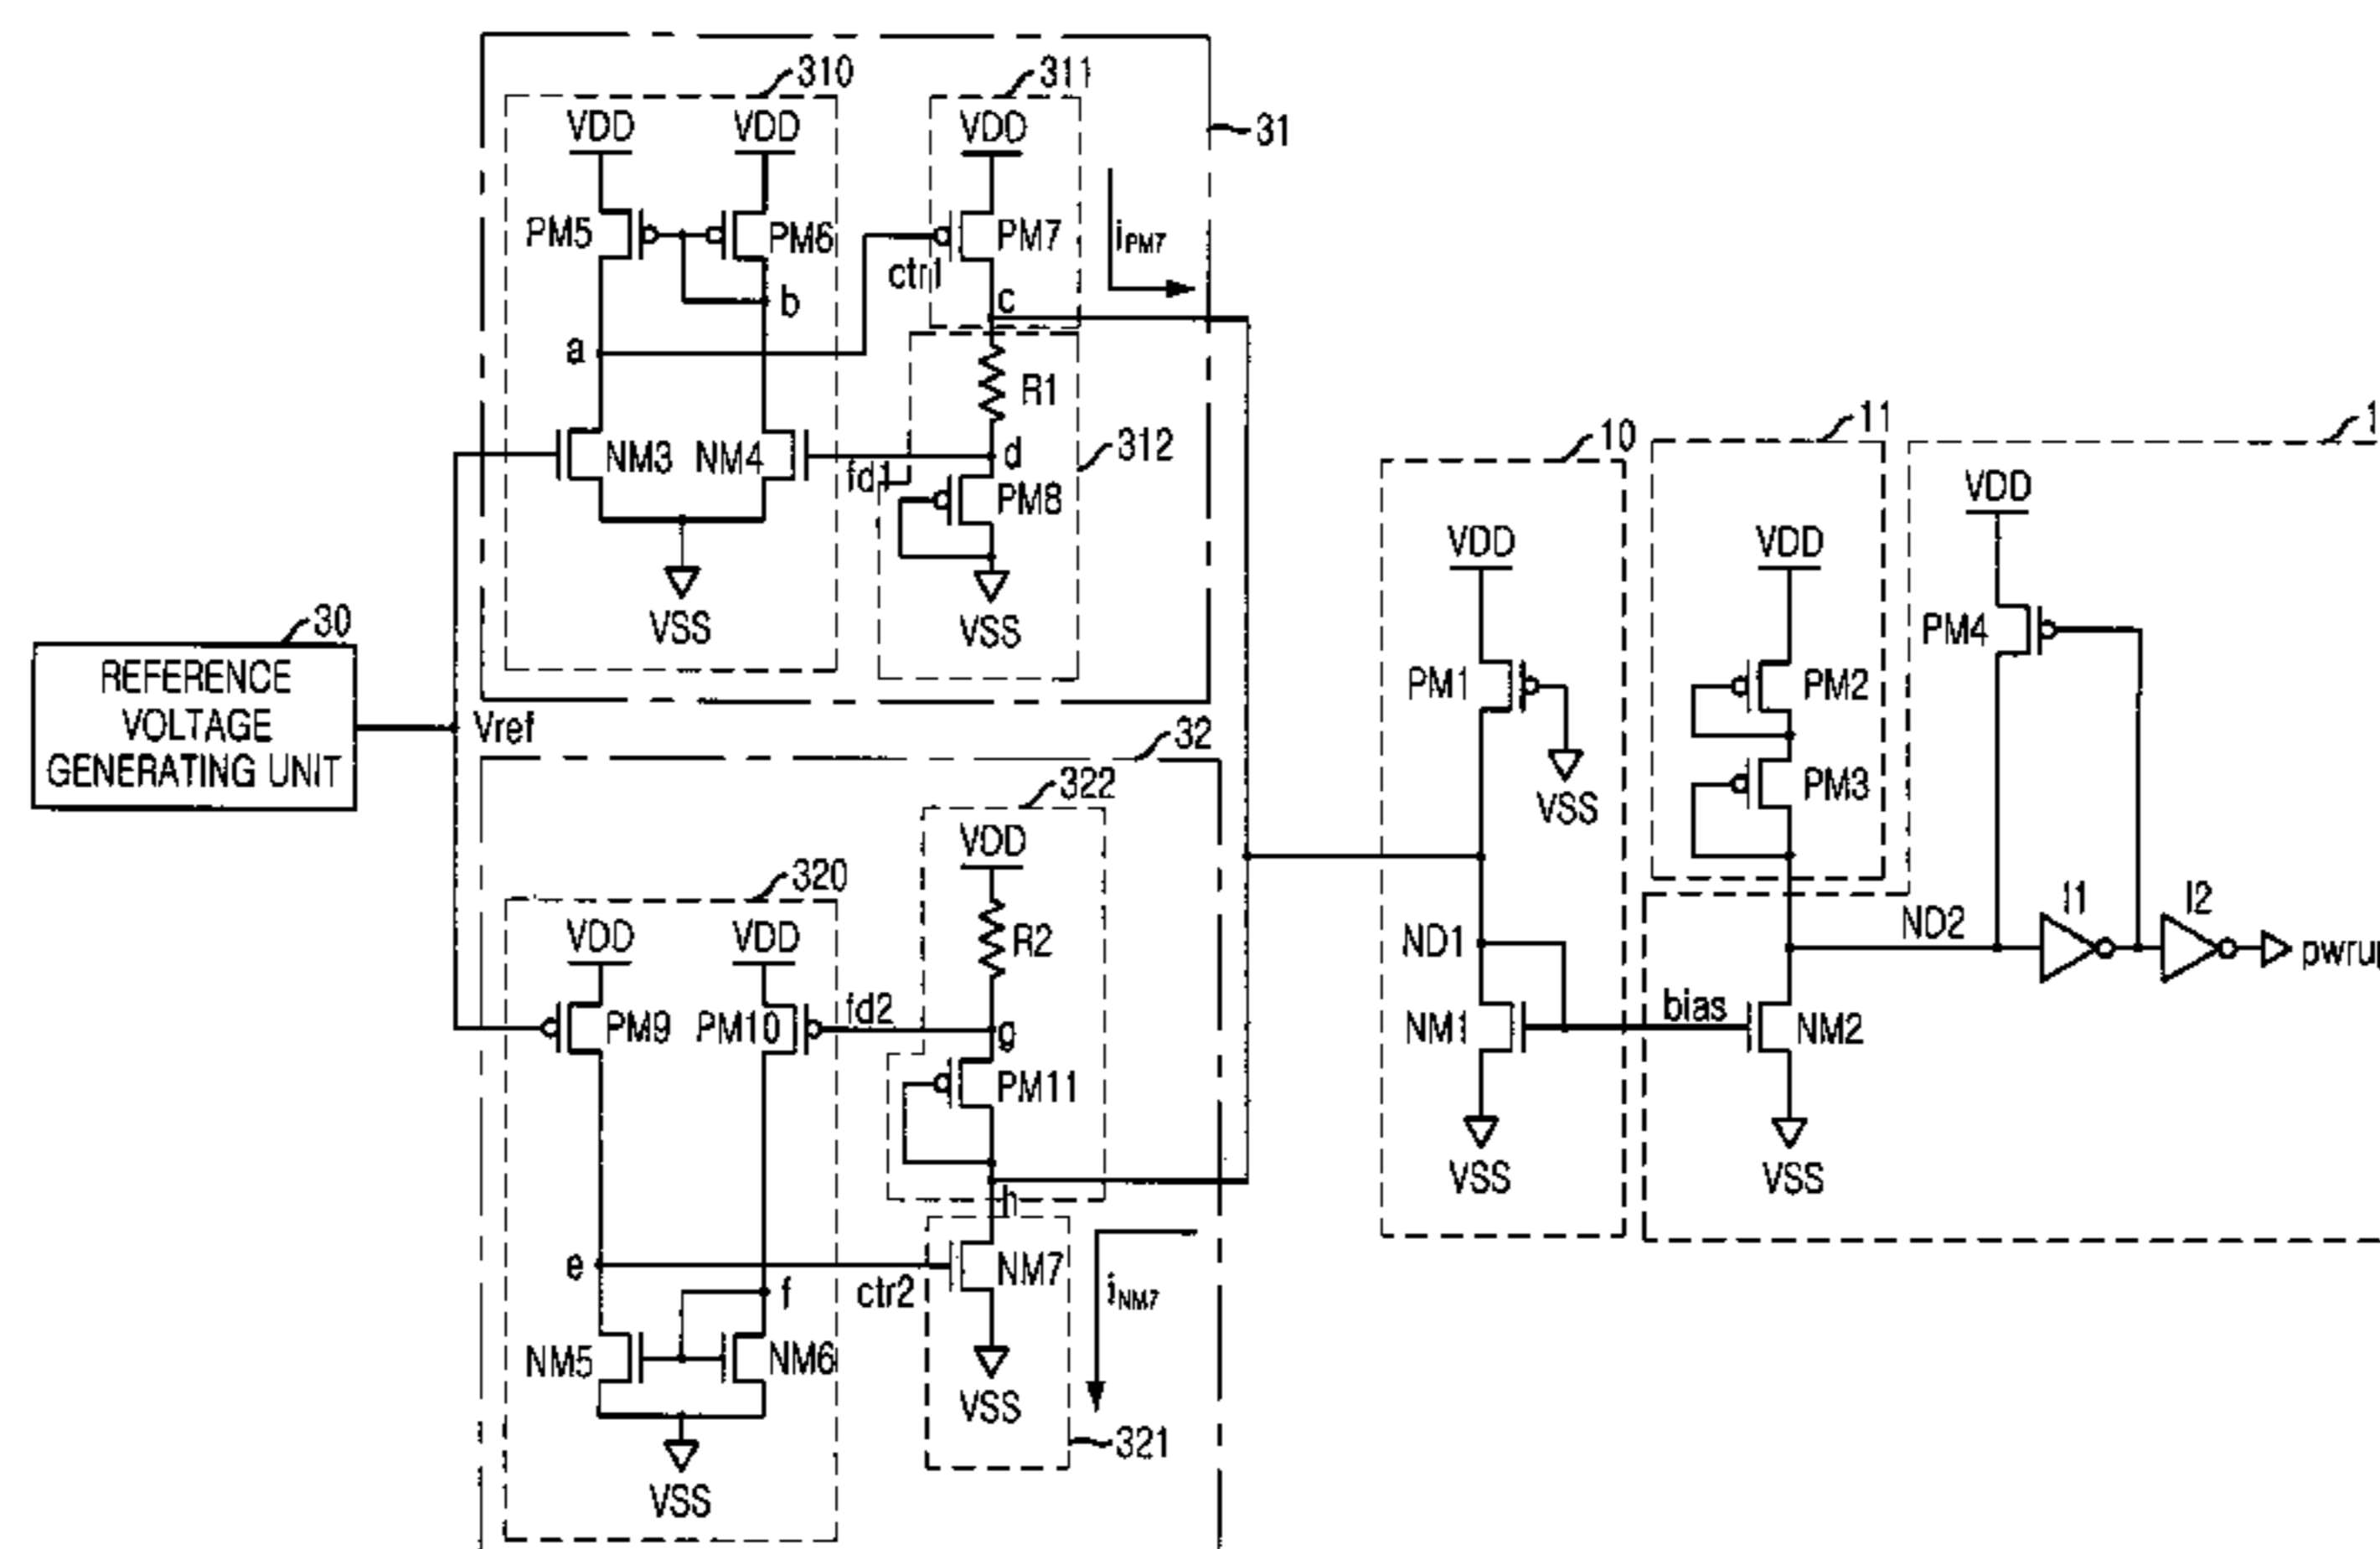 310
311
VDD
VDD
VDD
31
PM5
PM6
PM7
iPM7
ctr1
b
c
a
R1
10
11
NM3
NM4
d
312
fd1
PM8
VDD
VSS
VSS
VDD
VDD
30
REFERENCE
VOLTAGE
GENERATING UNIT
PM4
PM1
PM2
Vref
32
322
PM3
VSS
VDD
320
VDD
VDD
R2
I1
I2
ND1
ND2
pwrup
fd2
PM9
PM10
g
bias
NM1
NM2
PM11
VSS
VSS
h
e
NM7
ctr2
iNM7
f
NM5
NM6
VSS
321
VSS